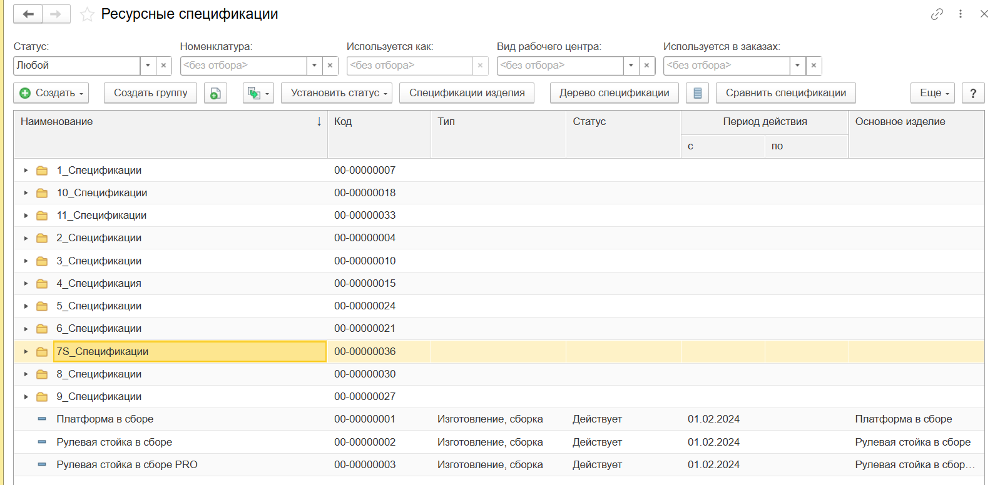 Ресурсные спецификации
Статус: Номенклатура: Используется как: Вид рабочего центра: Используется в заказах:
Любой <без отбора> <без отбора> <без отбора> <без отбора>
Создать Создать группу Установить статус Спецификации изделия Дерево спецификации Сравнить спецификации Еще ?
Наименование Код Тип Статус Период действия Основное изделие
с по
1_Спецификации 00-00000007
10_Спецификации 00-00000018
11_Спецификации 00-00000033
2_Спецификации 00-00000004
3_Спецификации 00-00000010
4_Спецификация 00-00000015
5_Спецификации 00-00000024
6_Спецификации 00-00000021
7S_Спецификации 00-00000036
8_Спецификации 00-00000030
9_Спецификации 00-00000027
Платформа в сборе 00-00000001 Изготовление, сборка Действует 01.02.2024 Платформа в сборе
Рулевая стойка в сборе 00-00000002 Изготовление, сборка Действует 01.02.2024 Рулевая стойка в сборе
Рулевая стойка в сборе PRO 00-00000003 Изготовление, сборка Действует 01.02.2024 Рулевая стойка в сбор...